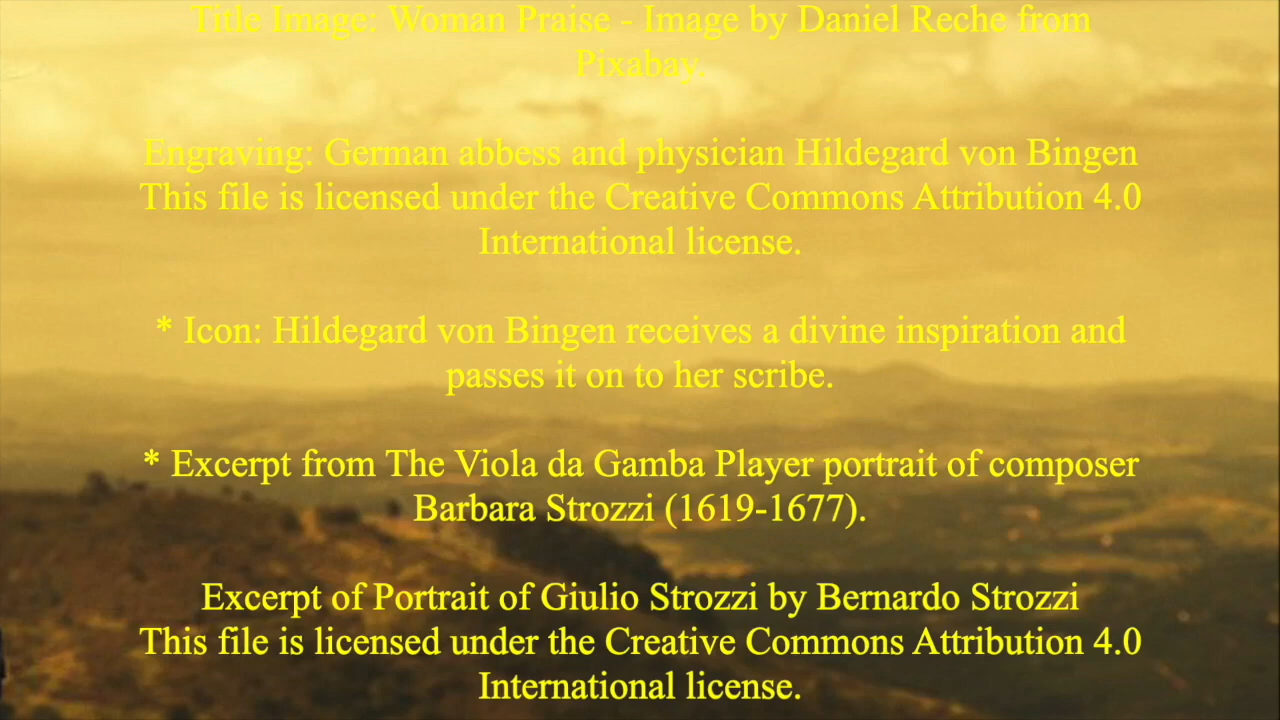 Title Image: Woman Praise - Image by Daniel Reche from
Pixabay.
Engraving: German abbess and physician Hildegard von Bingen
This file is licensed under the Creative Commons Attribution 4.0
International license.
* Icon: Hildegard von Bingen receives a divine inspiration and
passes it on to her scribe.
* Excerpt from The Viola da Gamba Player portrait of composer
Barbara Strozzi (1619-1677).
Excerpt of Portrait of Giulio Strozzi by Bernardo Strozzi
This file is licensed under the Creative Commons Attribution 4.0
International license.